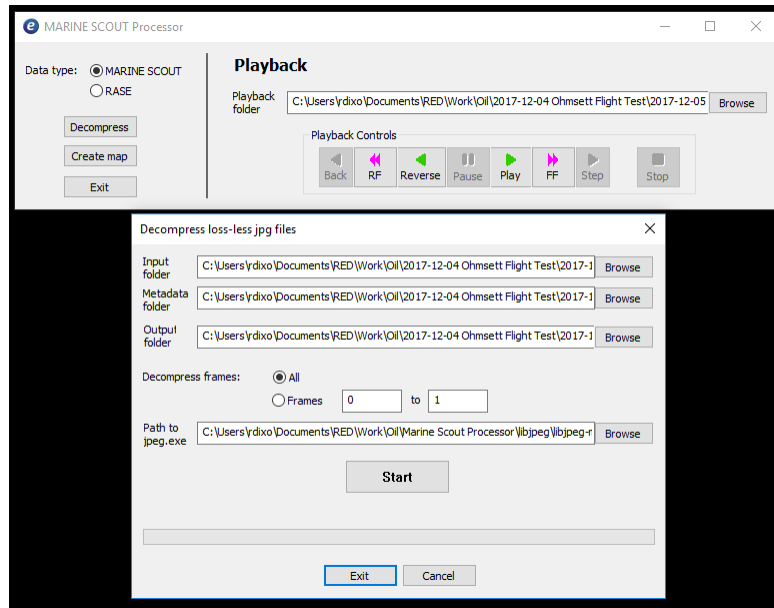 MARINE SCOUT Processor
Data type: MARINE SCOUT
RASE
Decompress
Create map
Exit
Playback
Playback folder C:\Users\rdixo\Documents\RED\Work\Oil\2017-12-04 Ohmsett Flight Test\2017-12-05 Browse
Playback Controls
Back RF Reverse Pause Play FF Step Stop
Decompress loss-less jpg files
Input folder C:\Users\rdixo\Documents\RED\Work\Oil\2017-12-04 Ohmsett Flight Test\2017-1 Browse
Metadata folder C:\Users\rdixo\Documents\RED\Work\Oil\2017-12-04 Ohmsett Flight Test\2017-1 Browse
Output folder C:\Users\rdixo\Documents\RED\Work\Oil\2017-12-04 Ohmsett Flight Test\2017-1 Browse
Decompress frames: All
Frames 0 to 1
Path to jpeg.exe C:\Users\rdixo\Documents\RED\Work\Oil\Marine Scout Processor\libjpeg\libjpeg-r Browse
Start
Exit Cancel